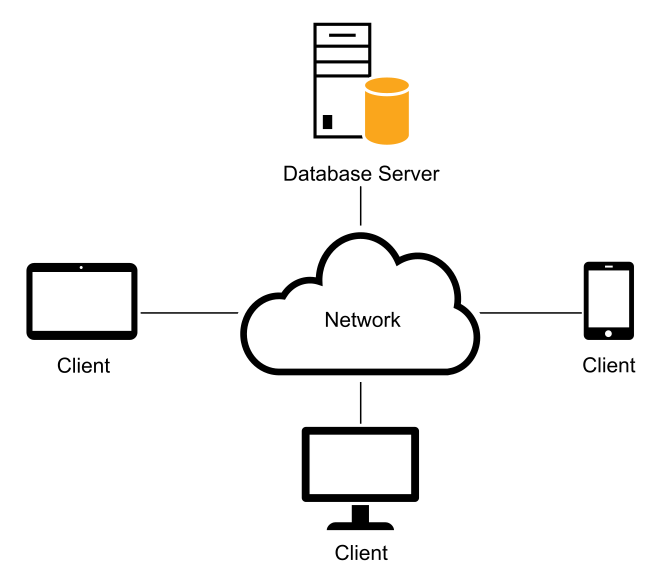 Database Server
Network
Client
Client
Client